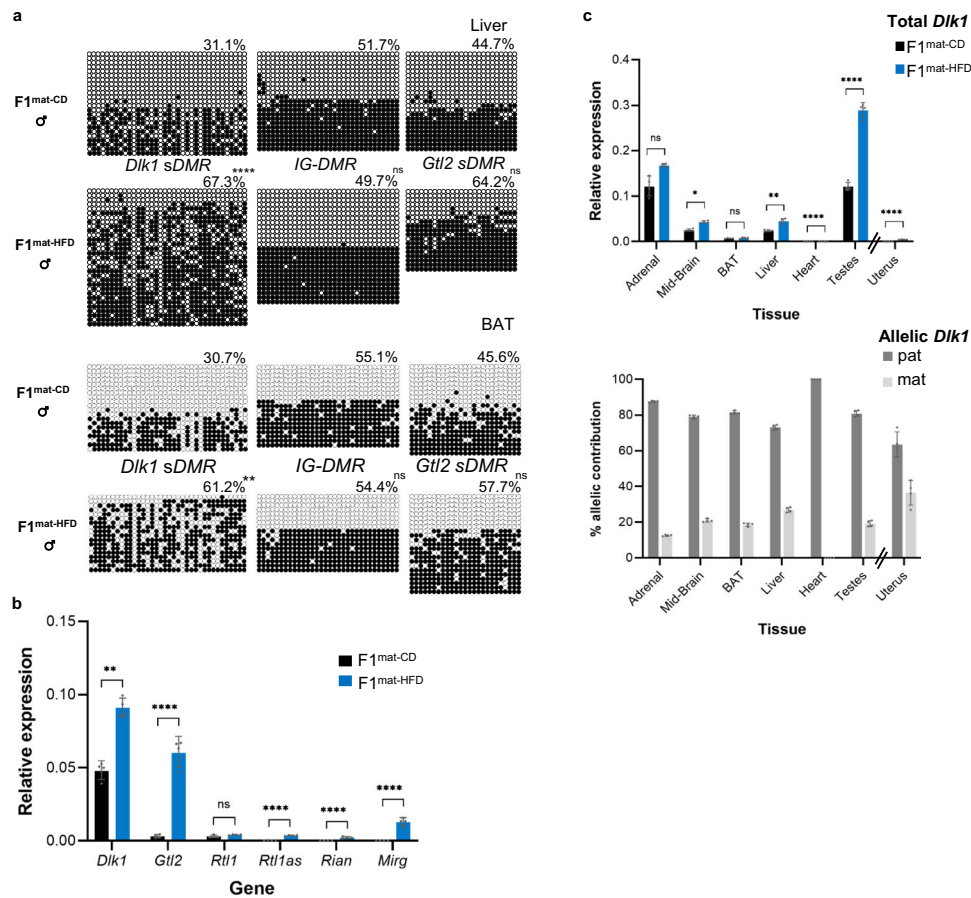 a
Liver
31.1% 51.7% 44.7%
F1mat-CD
♂
Dlk1 sDMR IG-DMR Gtl2 sDMR
67.3%**** 49.7%ns 64.2%ns
F1mat-HFD
♂
BAT
30.7% 55.1% 45.6%
F1mat-CD
♂
Dlk1 sDMR IG-DMR Gtl2 sDMR
61.2%** 54.4%ns 57.7%ns
F1mat-HFD
♂
b
0.15
0.10
0.05
0.00
Relative expression
F1mat-CD
F1mat-HFD
** **** ns **** **** ****
Dlk1 Gtl2 Rtl1 Rtl1as Rian Mirg
Gene
c
Total Dlk1
F1mat-CD
F1mat-HFD
0.4
0.3
0.2
0.1
0.0
Relative expression
ns * ns ** **** **** ****
Adrenal Mid-Brain BAT Liver Heart Testes Uterus
Tissue
Allelic Dlk1
pat
mat
100
80
60
40
20
0
% allelic contribution
Adrenal Mid-Brain BAT Liver Heart Testes Uterus
Tissue